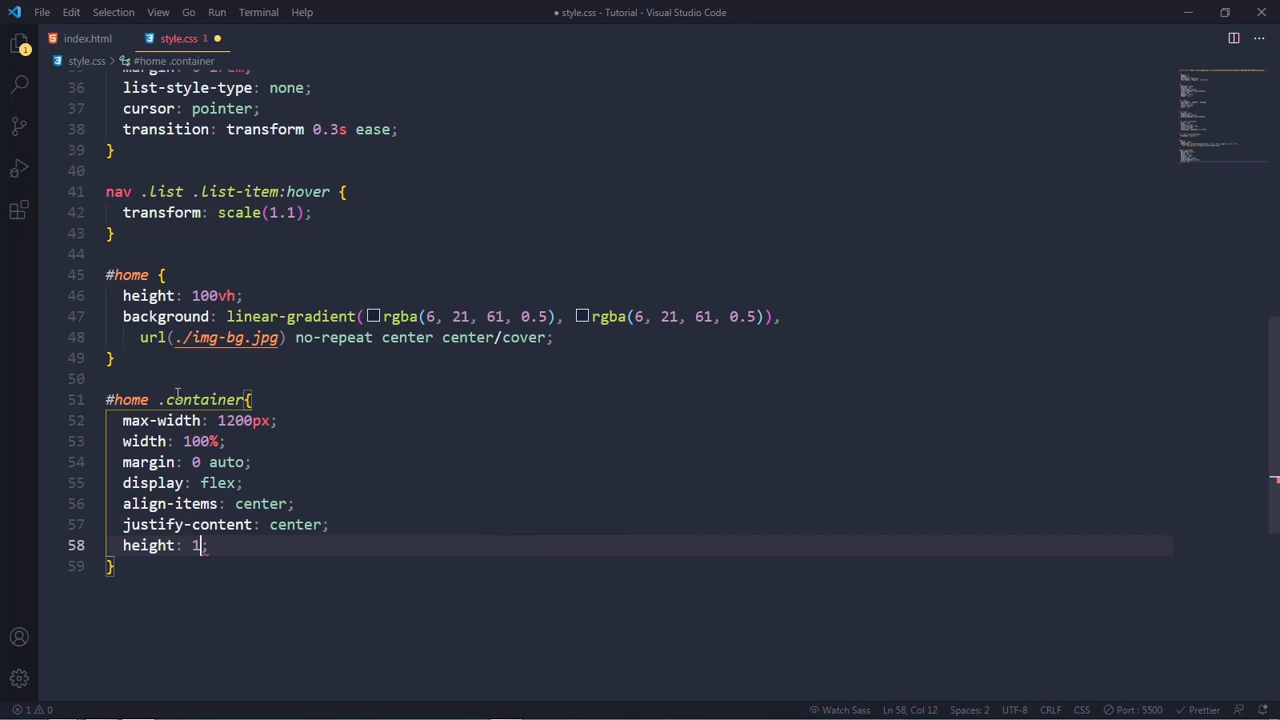 File Edit Selection View Go Run Terminal Help
● style.css - Tutorial - Visual Studio Code
index.html
style.css 1 ●
style.css > #home .container
36 list-style-type: none;
37 cursor: pointer;
38 transition: transform 0.3s ease;
39 }
40
41 nav .list .list-item:hover {
42 transform: scale(1.1);
43 }
44
45 #home {
46 height: 100vh;
47 background: linear-gradient(rgba(6, 21, 61, 0.5), rgba(6, 21, 61, 0.5)),
48 url(./img-bg.jpg) no-repeat center center/cover;
49 }
50
51 #home .container{
52 max-width: 1200px;
53 width: 100%;
54 margin: 0 auto;
55 display: flex;
56 align-items: center;
57 justify-content: center;
58 height: 1;
59 }
1
1 0
Watch Sass Ln 58, Col 12 Spaces: 2 UTF-8 CRLF CSS Port : 5500 Prettier